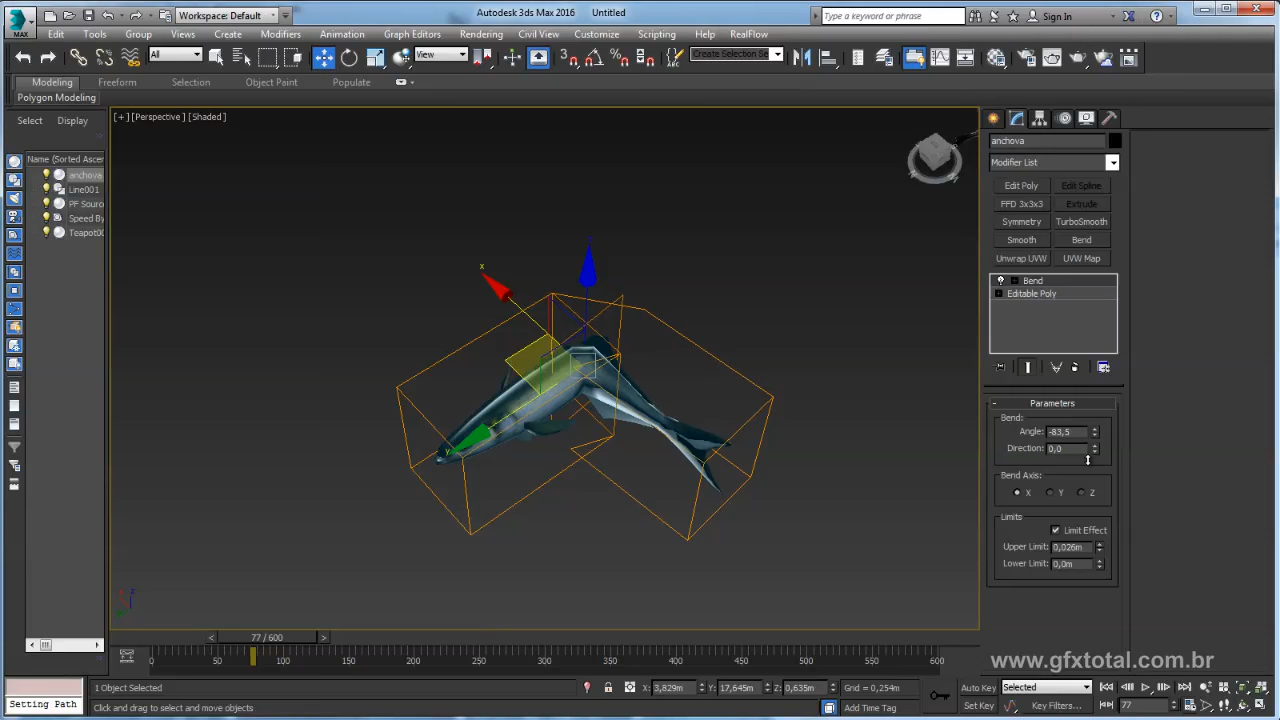 MAX
Workspace: Default
Autodesk 3ds Max 2016 Untitled
Type a keyword or phrase
Sign In
Edit Tools Group Views Create Modifiers Animation Graph Editors Rendering Civil View Customize Scripting Help RealFlow
All View Create Selection Se
Modeling Freeform Selection Object Paint Populate
Polygon Modeling
Select Display
[+] [Perspective] [Shaded]
Name (Sorted Ascen
anchova
Line001
PF Source
Speed By
Teapot00
x
y
anchova
Modifier List
Edit Poly Edit Spline
FFD 3x3x3 Extrude
Symmetry TurboSmooth
Smooth Bend
Unwrap UVW UVW Map
Bend
Editable Poly
- Parameters
Bend:
Angle: -83,5
Direction: 0,0
Bend Axis:
X Y Z
Limits
Limit Effect
Upper Limit: 0,026m
Lower Limit: 0,0m
< 77 / 600 >
0 50 100 150 200 250 300 350 400 450 500 550 600
www.gfxtotal.com.br
1 Object Selected
X: 3,829m Y: 17,645m Z: 0,635m Grid = 0,254m
Auto Key Selected
Setting Path
Click and drag to select and move objects
Add Time Tag
Set Key Key Filters... 77